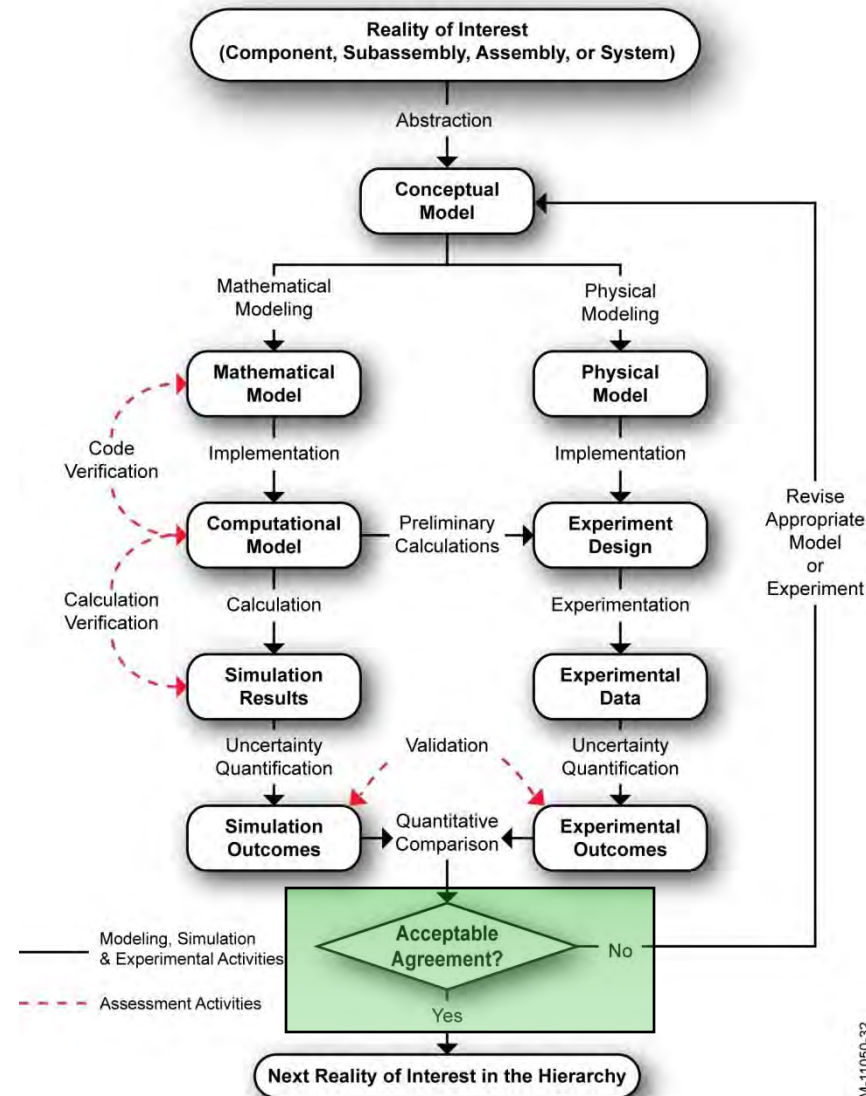 Reality of Interest
(Component, Subassembly, Assembly, or System)
Abstraction
Conceptual
Model
Mathematical
Modeling
Physical
Modeling
Mathematical
Model
Physical
Model
Code
Verification
Implementation
Implementation
Revise
Appropriate
Model
or
Experiment
Computational
Model
Preliminary
Calculations
Experiment
Design
Calculation
Verification
Calculation
Experimentation
Simulation
Results
Experimental
Data
Uncertainty
Quantification
Validation
Uncertainty
Quantification
Simulation
Outcomes
Quantitative
Comparison
Experimental
Outcomes
Acceptable
Agreement?
No
Yes
Modeling, Simulation
& Experimental Activities
Assessment Activities
Next Reality of Interest in the Hierarchy
M-11050-32